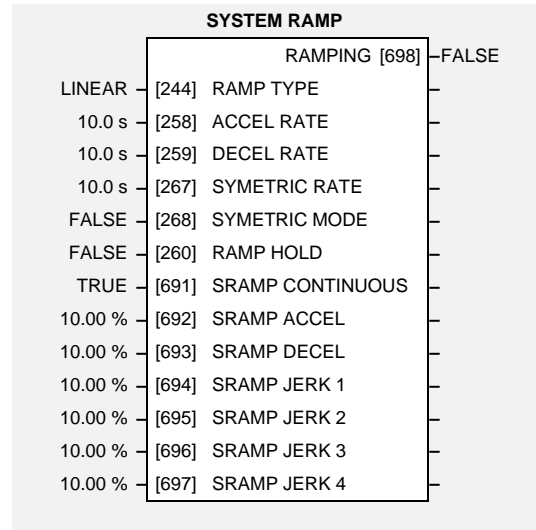 SYSTEM RAMP
RAMPING [698] –FALSE
LINEAR – [244] RAMP TYPE –
10.0 s – [258] ACCEL RATE –
10.0 s – [259] DECEL RATE –
10.0 s – [267] SYMETRIC RATE –
FALSE – [268] SYMETRIC MODE –
FALSE – [260] RAMP HOLD –
TRUE – [691] SRAMP CONTINUOUS –
10.00 % – [692] SRAMP ACCEL –
10.00 % – [693] SRAMP DECEL –
10.00 % – [694] SRAMP JERK 1 –
10.00 % – [695] SRAMP JERK 2 –
10.00 % – [696] SRAMP JERK 3 –
10.00 % – [697] SRAMP JERK 4 –